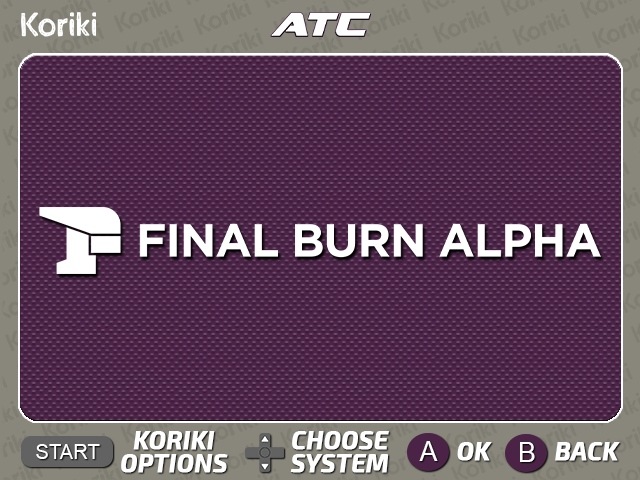 Koriki
ATC
FINAL BURN ALPHA
START
KORIKI
OPTIONS
CHOOSE
SYSTEM
A
OK
B
BACK